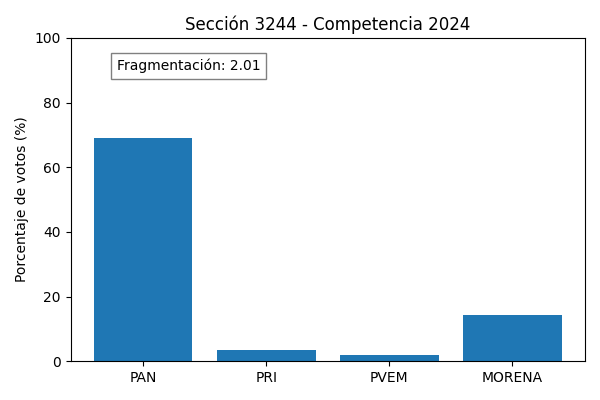 Sección 3244 - Competencia 2024
Fragmentación: 2.01
Porcentaje de votos (%)
100
80
60
40
20
0
PAN PRI PVEM MORENA